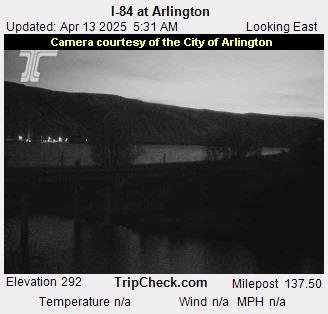 I-84 at Arlington
Updated: Apr 13 2025 5:31 AM Looking East
Camera courtesy of the City of Arlington
Elevation 292 TripCheck.com Milepost 137.50
Temperature n/a Wind n/a MPH n/a